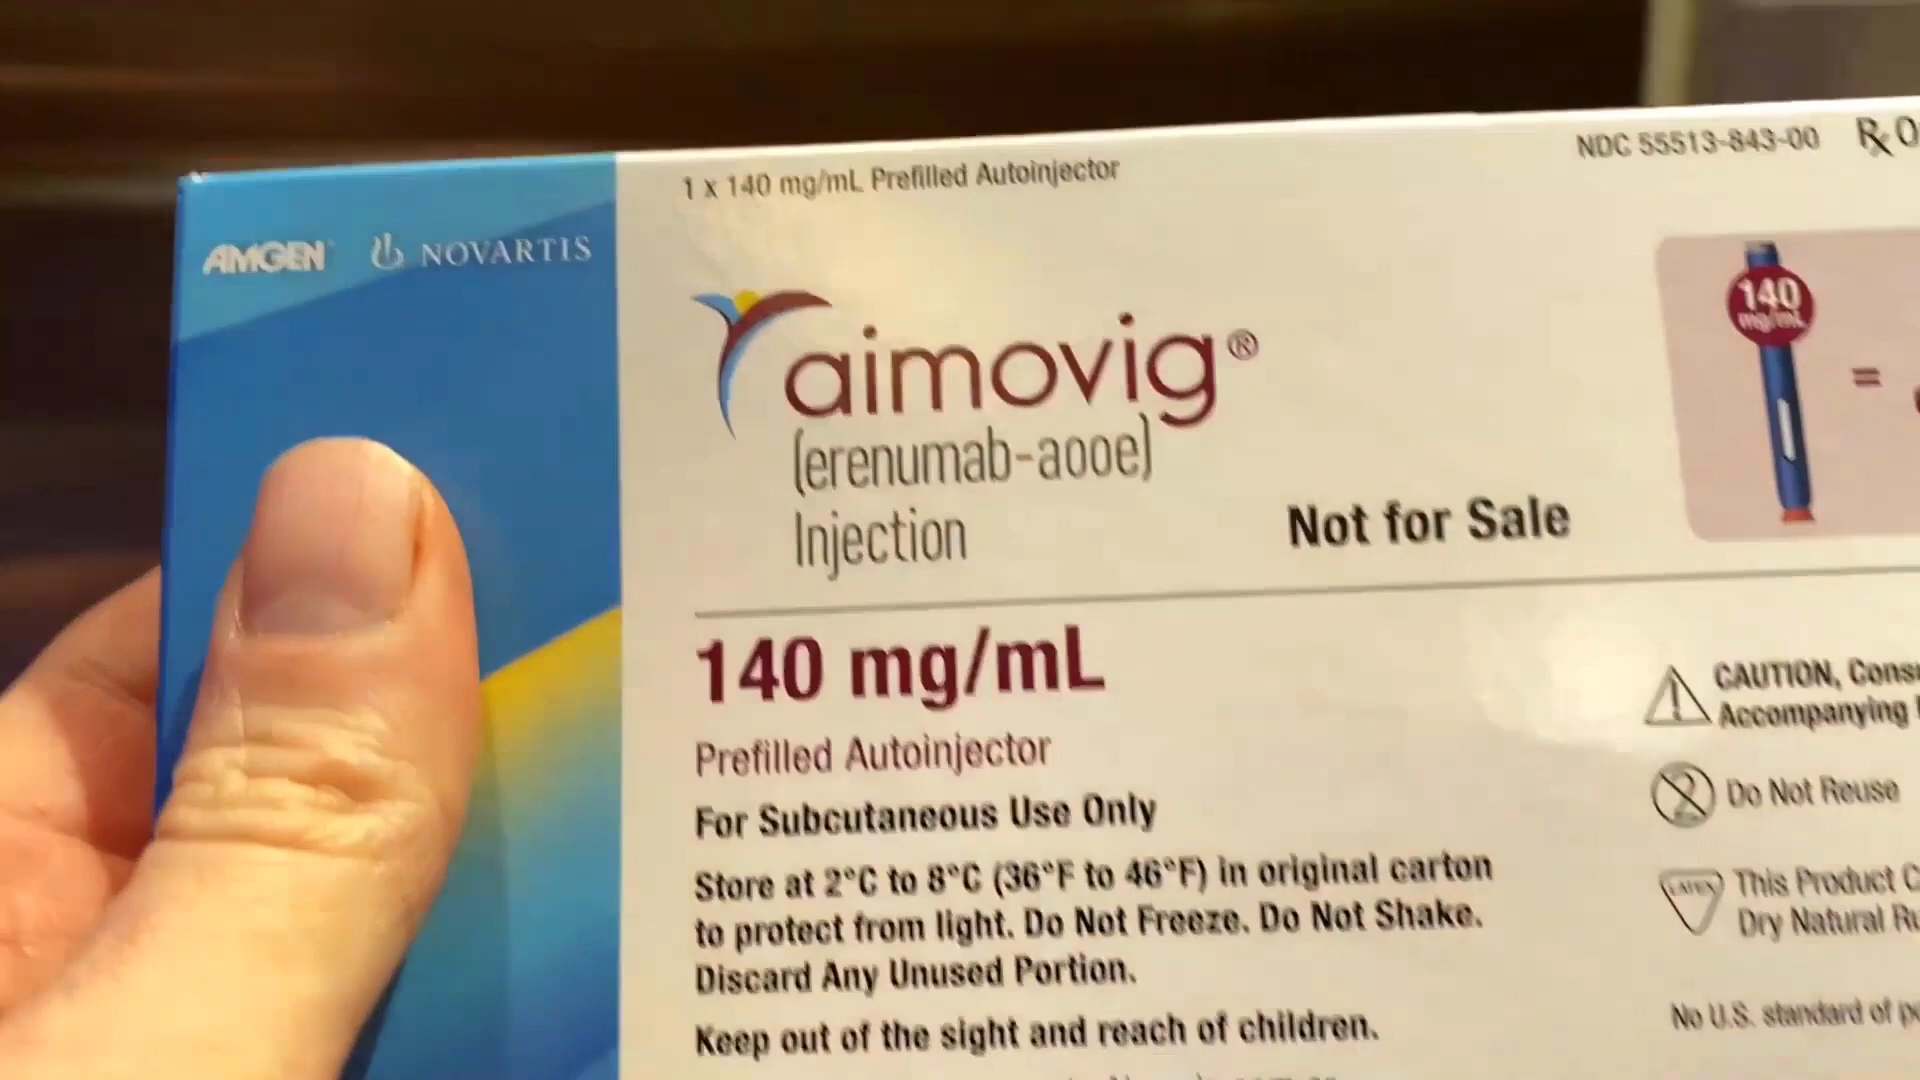 AMGEN® NOVARTIS
1 x 140 mg/mL Prefilled Autoinjector
NDC 55513-843-00 Rx
aimovig®
(erenumab-aooe)
Injection
Not for Sale
140
mg/mL
=
140 mg/mL
Prefilled Autoinjector
For Subcutaneous Use Only
Store at 2°C to 8°C (36°F to 46°F) in original carton
to protect from light. Do Not Freeze. Do Not Shake.
Discard Any Unused Portion.
Keep out of the sight and reach of children.
CAUTION,
Accompanying
2
Do Not Reuse
LATEX
This Product
Dry Natural
No U.S. standard of